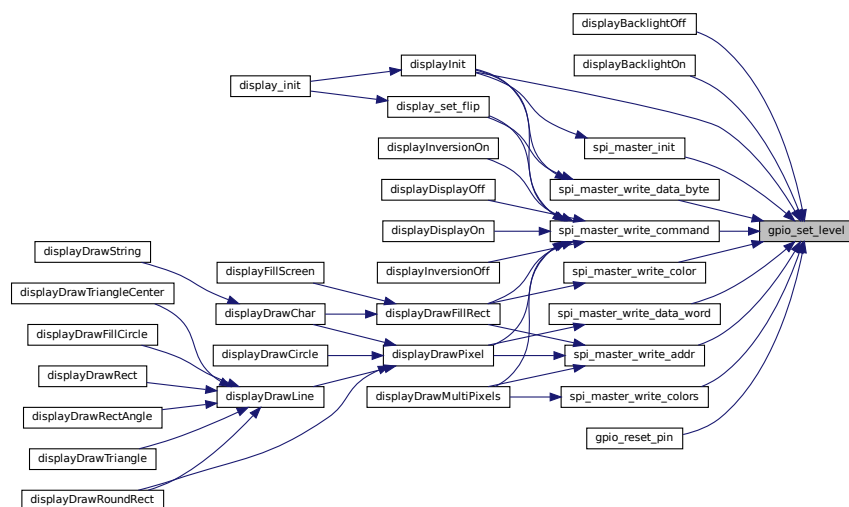 displayBacklightOff
displayInit
displayBacklightOn
display_init
display_set_flip
displayInversionOn
spi_master_init
displayDisplayOff
spi_master_write_data_byte
displayDisplayOn
spi_master_write_command
gpio_set_level
displayDrawString
displayFillScreen
displayInversionOff
spi_master_write_color
displayDrawTriangleCenter
displayDrawChar
displayDrawFillRect
spi_master_write_data_word
displayDrawFillCircle
displayDrawCircle
displayDrawPixel
spi_master_write_addr
displayDrawRect
displayDrawLine
displayDrawMultiPixels
spi_master_write_colors
displayDrawRectAngle
gpio_reset_pin
displayDrawTriangle
displayDrawRoundRect